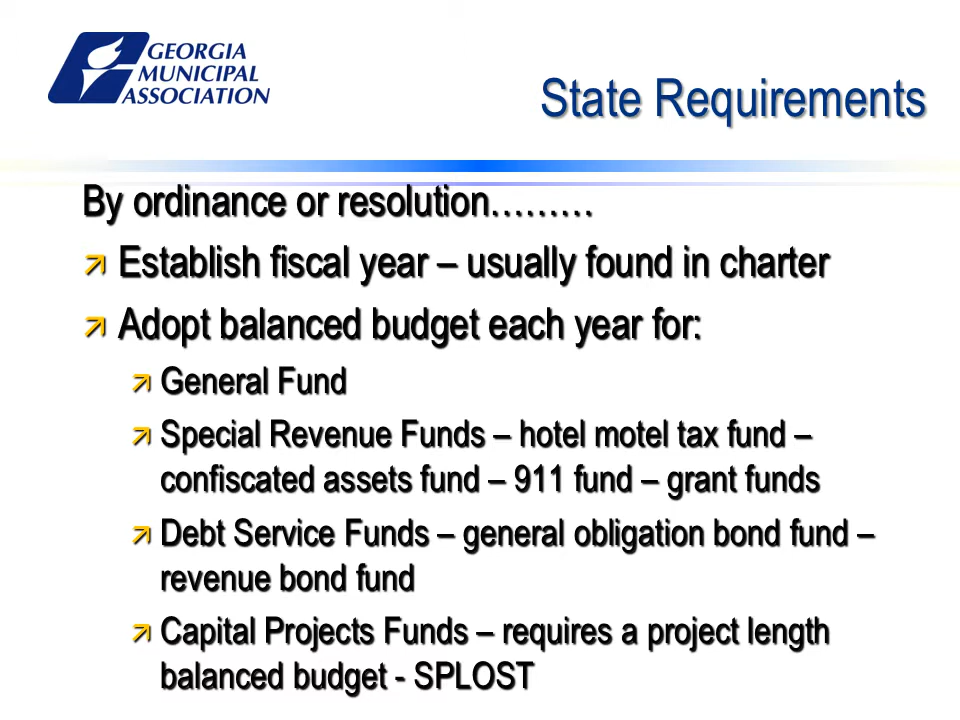 GEORGIA
MUNICIPAL
ASSOCIATION
State Requirements
By ordinance or resolution………
Establish fiscal year – usually found in charter
Adopt balanced budget each year for:
General Fund
Special Revenue Funds – hotel motel tax fund –
confiscated assets fund – 911 fund – grant funds
Debt Service Funds – general obligation bond fund –
revenue bond fund
Capital Projects Funds – requires a project length
balanced budget - SPLOST